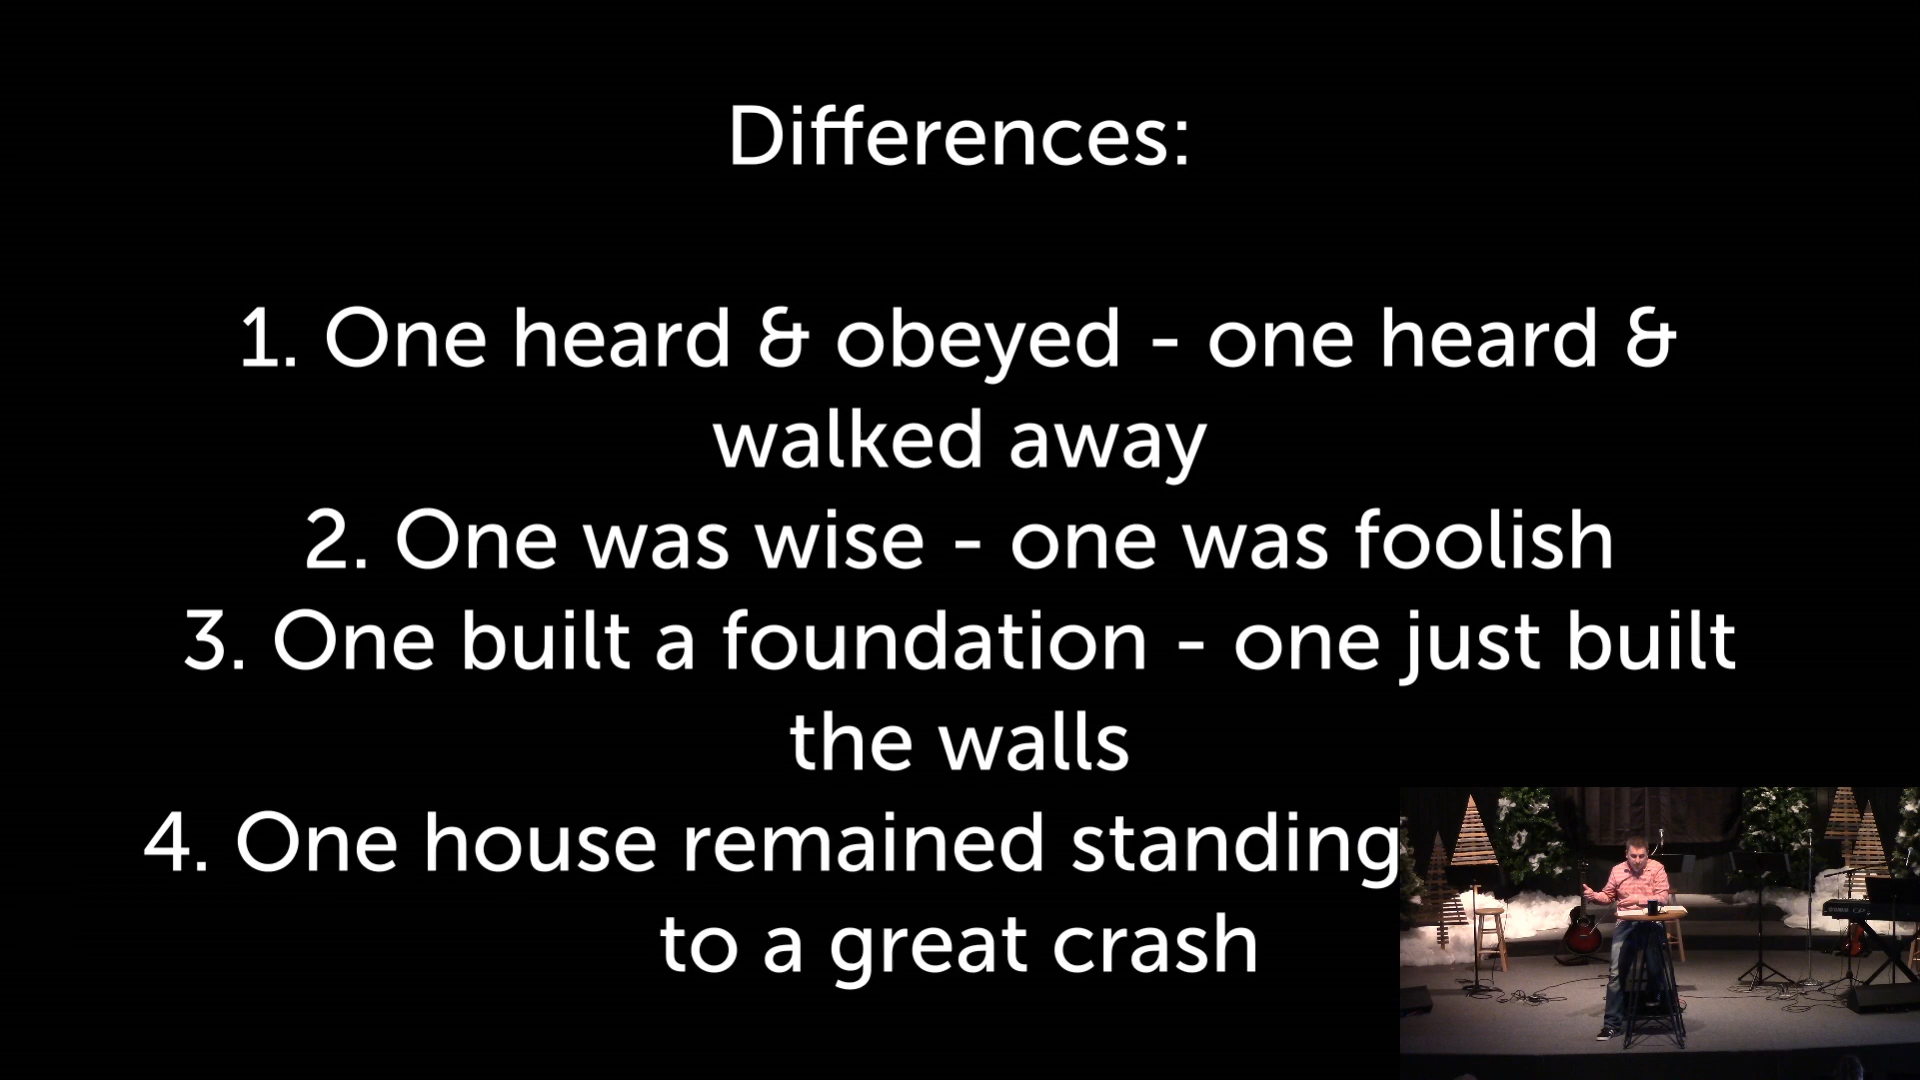 Differences:
1. One heard & obeyed - one heard &
walked away
2. One was wise - one was foolish
3. One built a foundation - one just built
the walls
4. One house remained standing
to a great crash